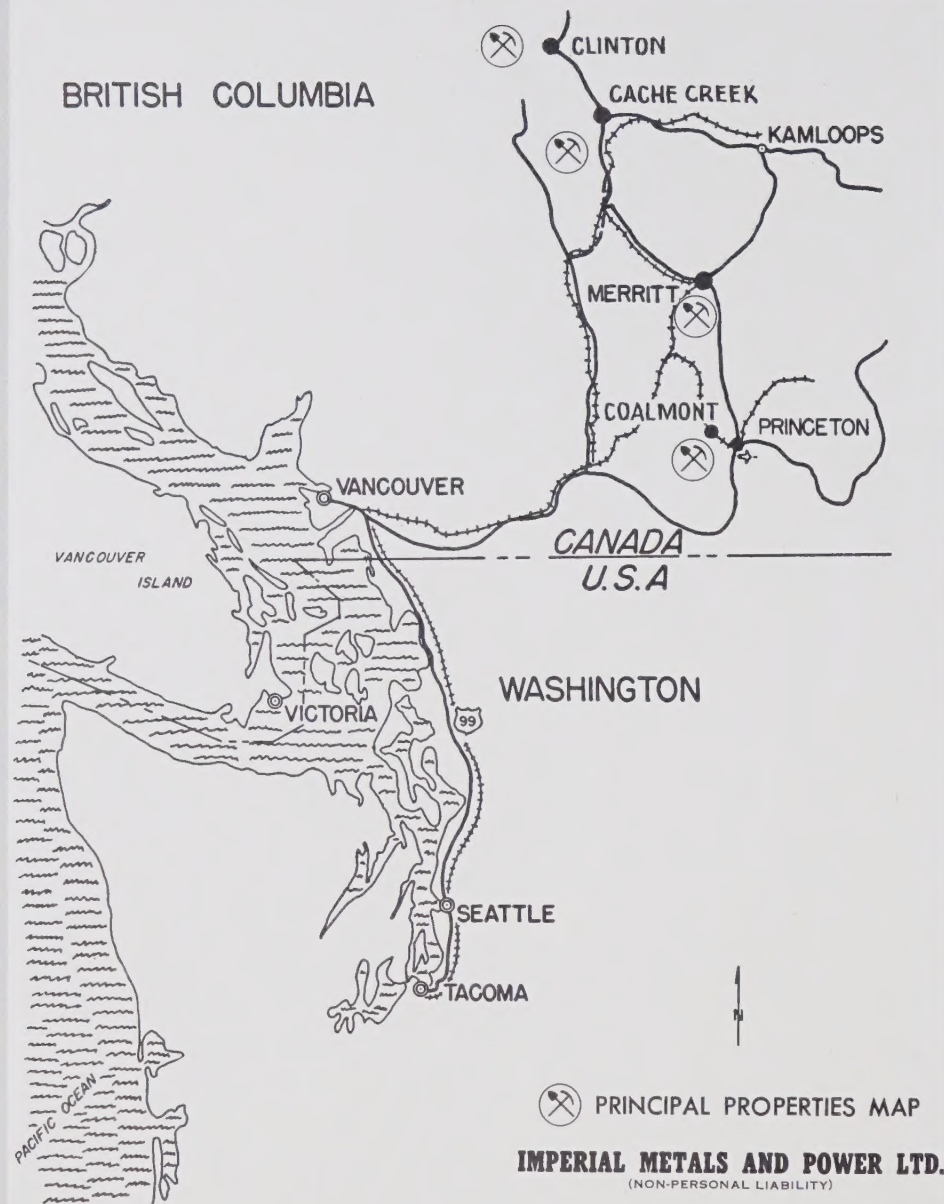 CLINTON
BRITISH COLUMBIA
CACHE CREEK
KAMLOOPS
MERRITT
COALMONT
PRINCETON
VANCOUVER
VANCOUVER
ISLAND
CANADA
U.S.A
WASHINGTON
VICTORIA
99
SEATTLE
TACOMA
N
PACIFIC OCEAN
PRINCIPAL PROPERTIES MAP
IMPERIAL METALS AND POWER LTD.
(NON-PERSONAL LIABILITY)